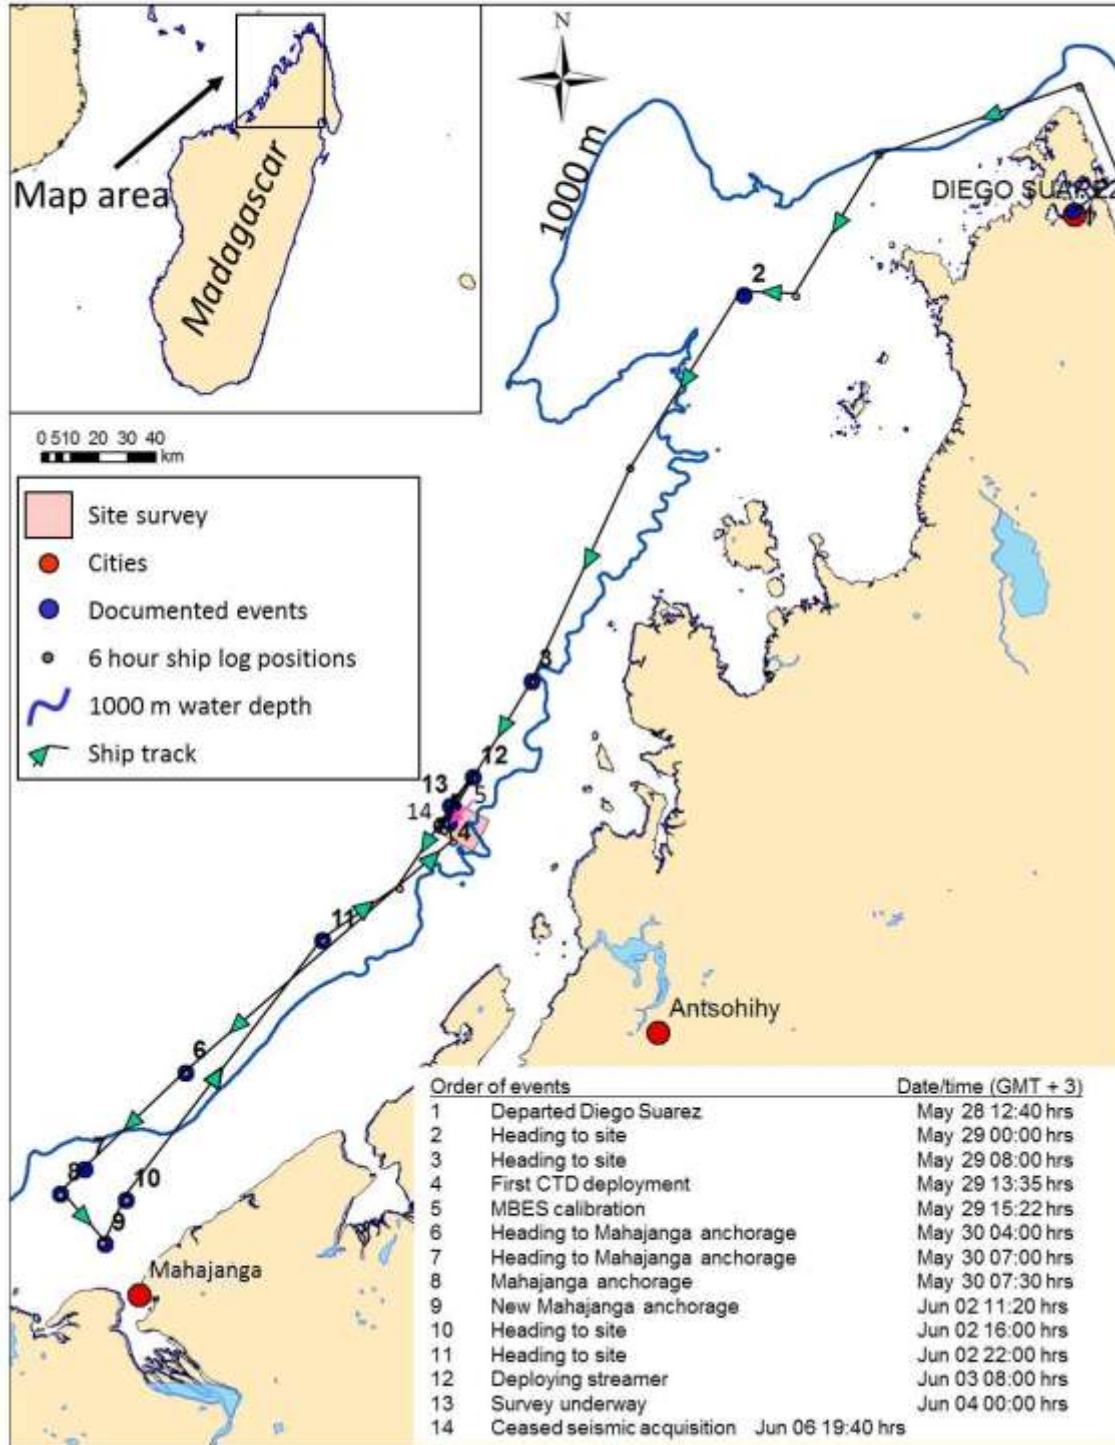 N
Map area
Madagascar
1000 m
DIEGO SUAREZ
1
2
0 5 10 20 30 40
km
Site survey
Cities
Documented events
6 hour ship log positions
1000 m water depth
Ship track
3
12
13
5
14
4
11
6
7
8
10
9
Antsohihy
Mahajanga
Order of events Date/time (GMT + 3)
1 Departed Diego Suarez May 28 12:40 hrs
2 Heading to site May 29 00:00 hrs
3 Heading to site May 29 08:00 hrs
4 First CTD deployment May 29 13:35 hrs
5 MBES calibration May 29 15:22 hrs
6 Heading to Mahajanga anchorage May 30 04:00 hrs
7 Heading to Mahajanga anchorage May 30 07:00 hrs
8 Mahajanga anchorage May 30 07:30 hrs
9 New Mahajanga anchorage Jun 02 11:20 hrs
10 Heading to site Jun 02 16:00 hrs
11 Heading to site Jun 02 22:00 hrs
12 Deploying streamer Jun 03 08:00 hrs
13 Survey underway Jun 04 00:00 hrs
14 Ceased seismic acquisition Jun 06 19:40 hrs